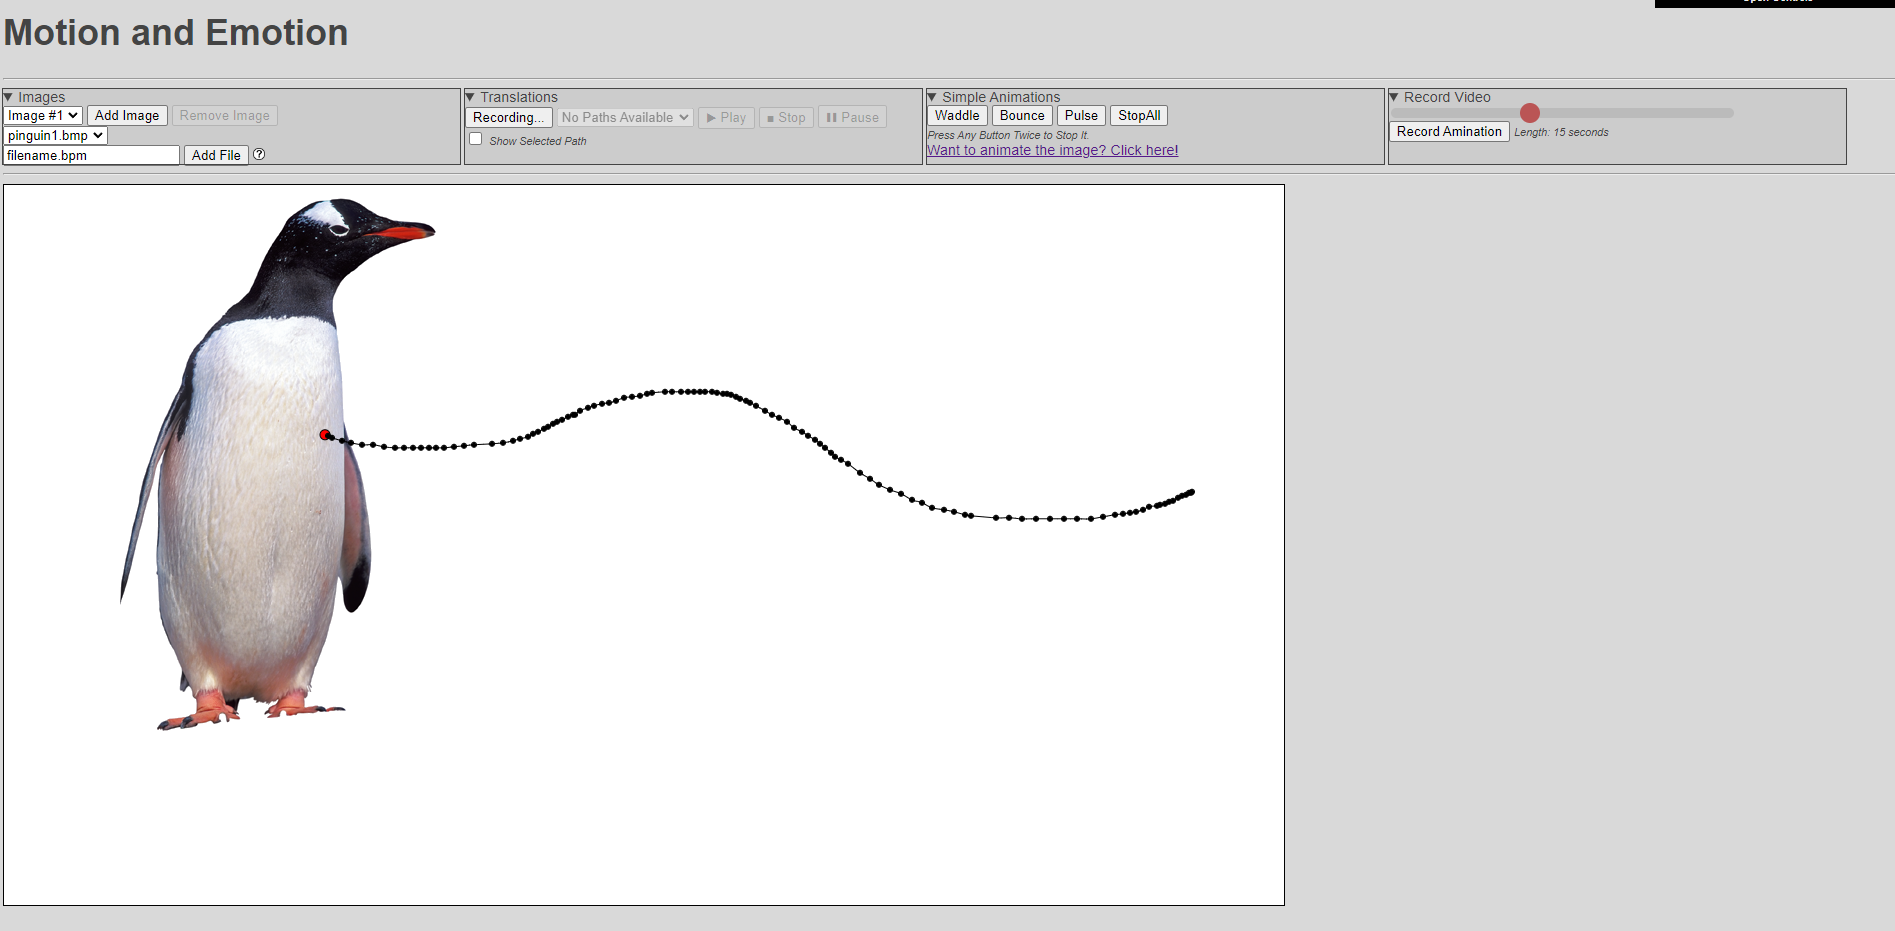 Motion and Emotion
Images
Image #1 Add Image Remove Image
pinguin1.bmp
filename.bpm Add File ?
Translations
Recording... No Paths Available Play Stop Pause
Show Selected Path
Simple Animations
Waddle Bounce Pulse StopAll
Press Any Button Twice to Stop It.
Want to animate the image? Click here!
Record Video
Record Amination Length: 15 seconds